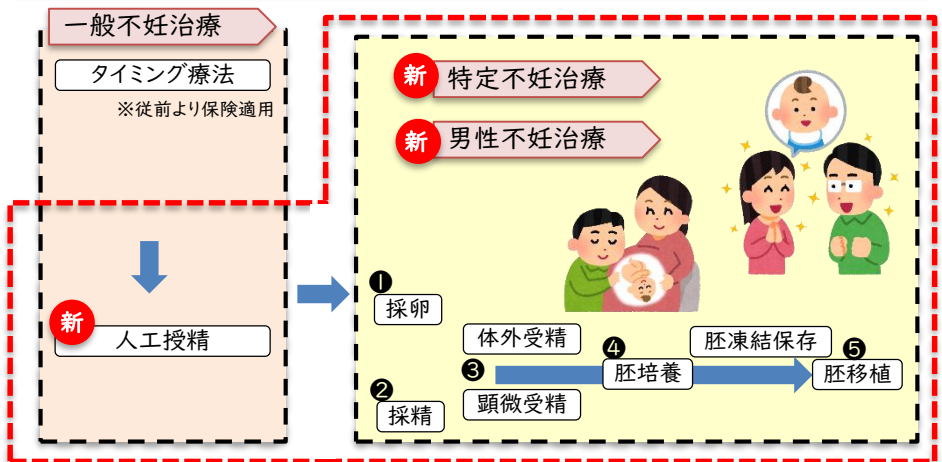 一般不妊治療
タイミング療法
※従前より保険適用
新
人工授精
新
特定不妊治療
新
男性不妊治療
❶
採卵
❷
採精
❸
体外受精
顕微受精
❹
胚培養
胚凍結保存
❺
胚移植